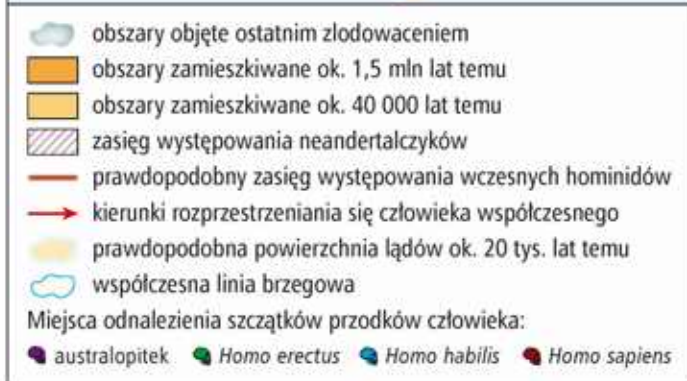 obszary objęte ostatnim zlodowaceniem
obszary zamieszkiwane ok. 1,5 mln lat temu
obszary zamieszkiwane ok. 40 000 lat temu
zasięg występowania neandertalczyków
prawdopodobny zasięg występowania wczesnych hominidów
kierunki rozprzestrzeniania się człowieka współczesnego
prawdopodobna powierzchnia lądów ok. 20 tys. lat temu
współczesna linia brzegowa
Miejsca odnalezienia szczątków przodków człowieka:
australopitek Homo erectus Homo habilis Homo sapiens